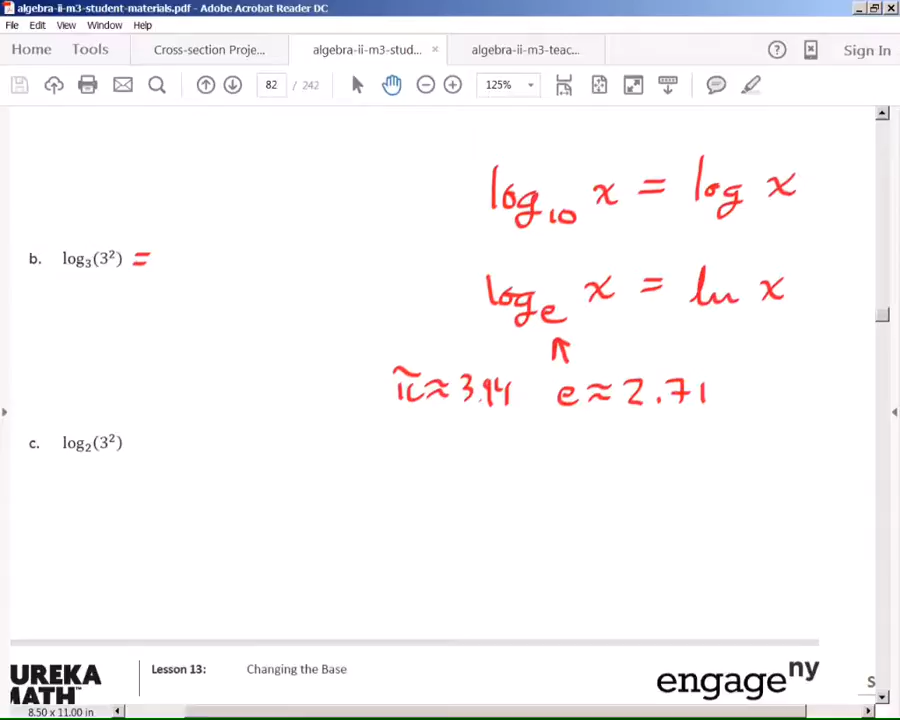 algebra-ii-m3-student-materials.pdf - Adobe Acrobat Reader DC
File Edit View Window Help
Home Tools Cross-section Proje... algebra-ii-m3-stud... × algebra-ii-m3-teac... Sign In
82 / 242 125%
log₁₀ x = log x
b. log₃(3²) =
logₑ x = ln x
π ≈ 3.14 e ≈ 2.71
c. log₂(3²)
UREKA
MATH™
Lesson 13: Changing the Base
engage^ny
S
8.50 x 11.00 in